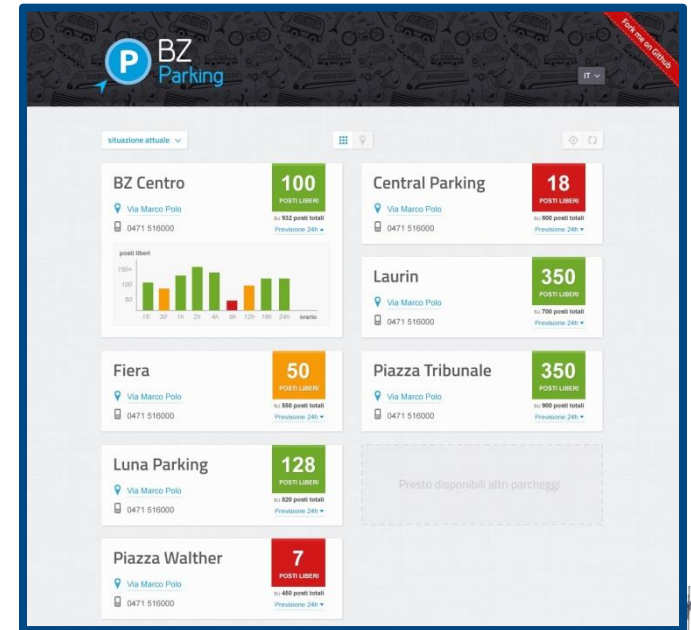 Fork me on Github
BZ
Parking
IT
situazione attuale
BZ Centro
Via Marco Polo
0471 516000
100
POSTI LIBERI
su 932 posti totali
Previsione 24h
posti liberi
150+
100
50
15 30 1h 2h 4h 8h 12h 18h 24h orario
Central Parking
Via Marco Polo
0471 516000
18
POSTI LIBERI
su 800 posti totali
Previsione 24h
Laurin
Via Marco Polo
0471 516000
350
POSTI LIBERI
su 700 posti totali
Previsione 24h
Fiera
Via Marco Polo
0471 516000
50
POSTI LIBERI
su 550 posti totali
Previsione 24h
Piazza Tribunale
Via Marco Polo
0471 516000
350
POSTI LIBERI
su 900 posti totali
Previsione 24h
Luna Parking
Via Marco Polo
0471 516000
128
POSTI LIBERI
su 820 posti totali
Previsione 24h
Presto disponibili altri parcheggi
Piazza Walther
Via Marco Polo
0471 516000
7
POSTI LIBERI
su 450 posti totali
Previsione 24h